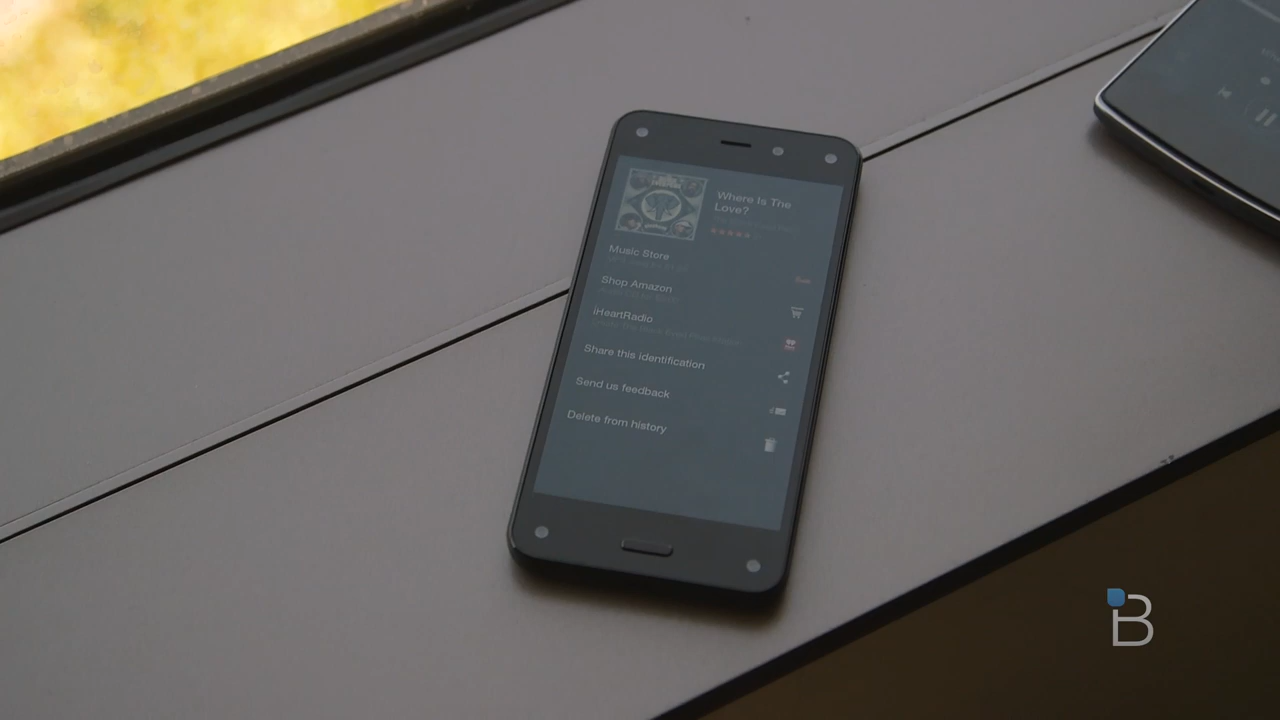 Where Is The
Love?
Music Store
Shop Amazon
iHeartRadio
Share this identification
Send us feedback
Delete from history
B